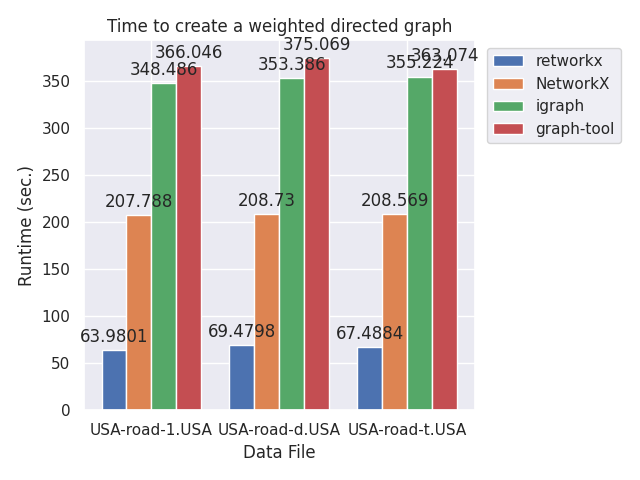 Time to create a weighted directed graph
366.046
348.486
375.069
353.386
363.074
355.224
207.788
208.73
208.569
63.9801
69.4798
67.4884
Runtime (sec.)
350
300
250
200
150
100
50
0
USA-road-1.USA
USA-road-d.USA
USA-road-t.USA
Data File
retworkx
NetworkX
igraph
graph-tool